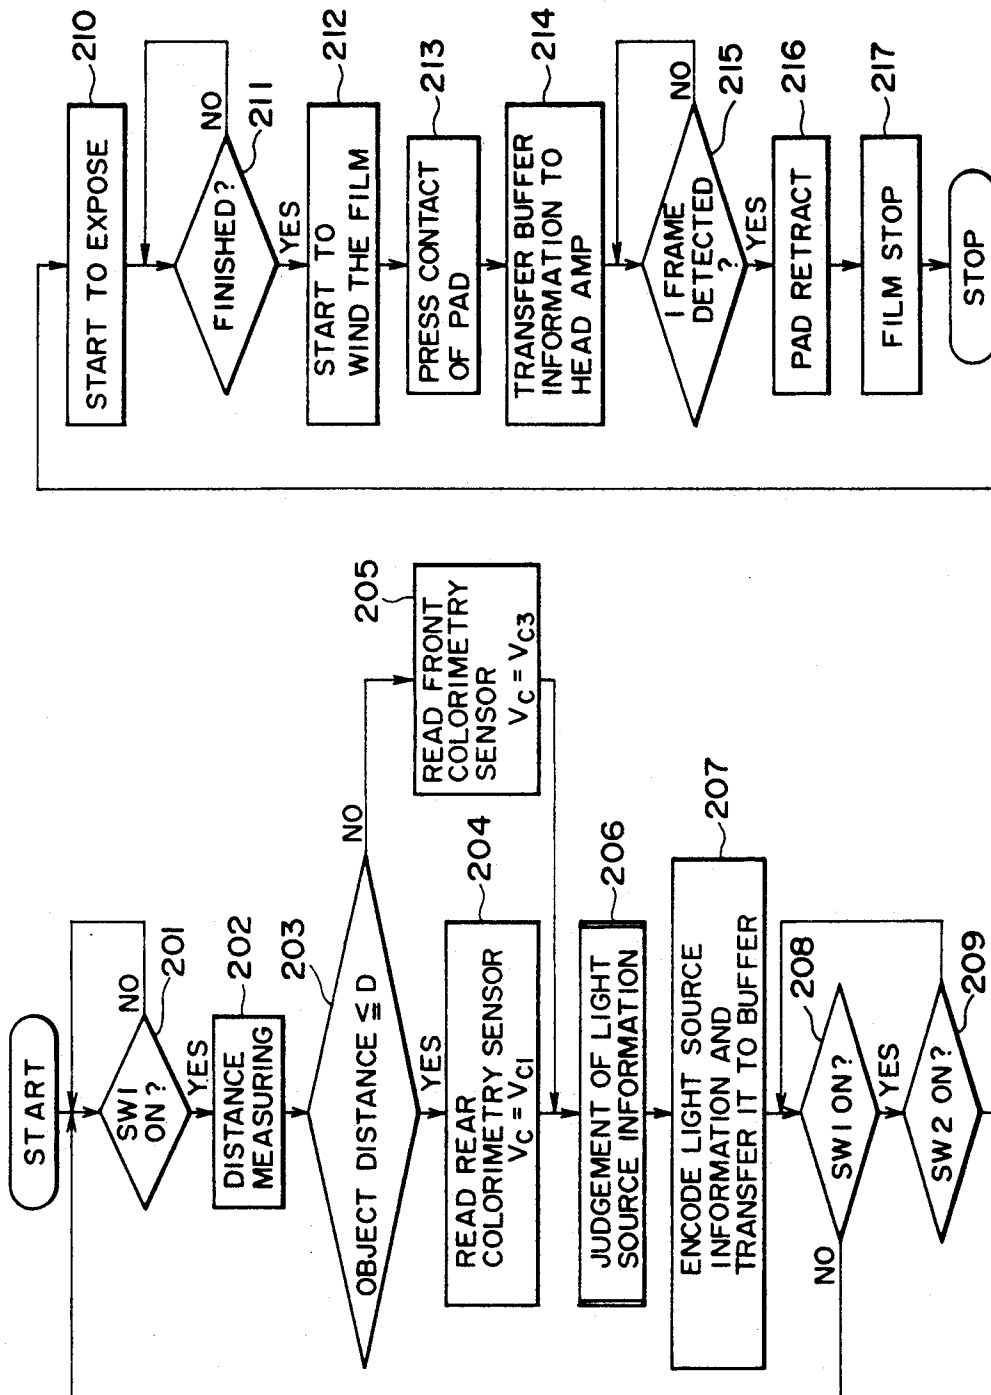 START
SW1
ON?
NO
201
YES
DISTANCE
MEASURING
202
OBJECT DISTANCE ≦ D
203
NO
YES
READ REAR
COLORIMETRY SENSOR
VC = VC1
204
READ FRONT
COLORIMETRY
SENSOR
VC = VC3
205
JUDGEMENT OF LIGHT
SOURCE INFORMATION
206
ENCODE LIGHT SOURCE
INFORMATION AND
TRANSFER IT TO BUFFER
207
SW1 ON?
208
NO
YES
SW2 ON?
209
START TO EXPOSE
210
FINISHED?
NO
211
YES
START TO
WIND THE FILM
212
PRESS CONTACT
OF PAD
213
TRANSFER BUFFER
INFORMATION TO
HEAD AMP
214
1 FRAME
DETECTED
?
NO
215
YES
PAD RETRACT
216
FILM STOP
217
STOP